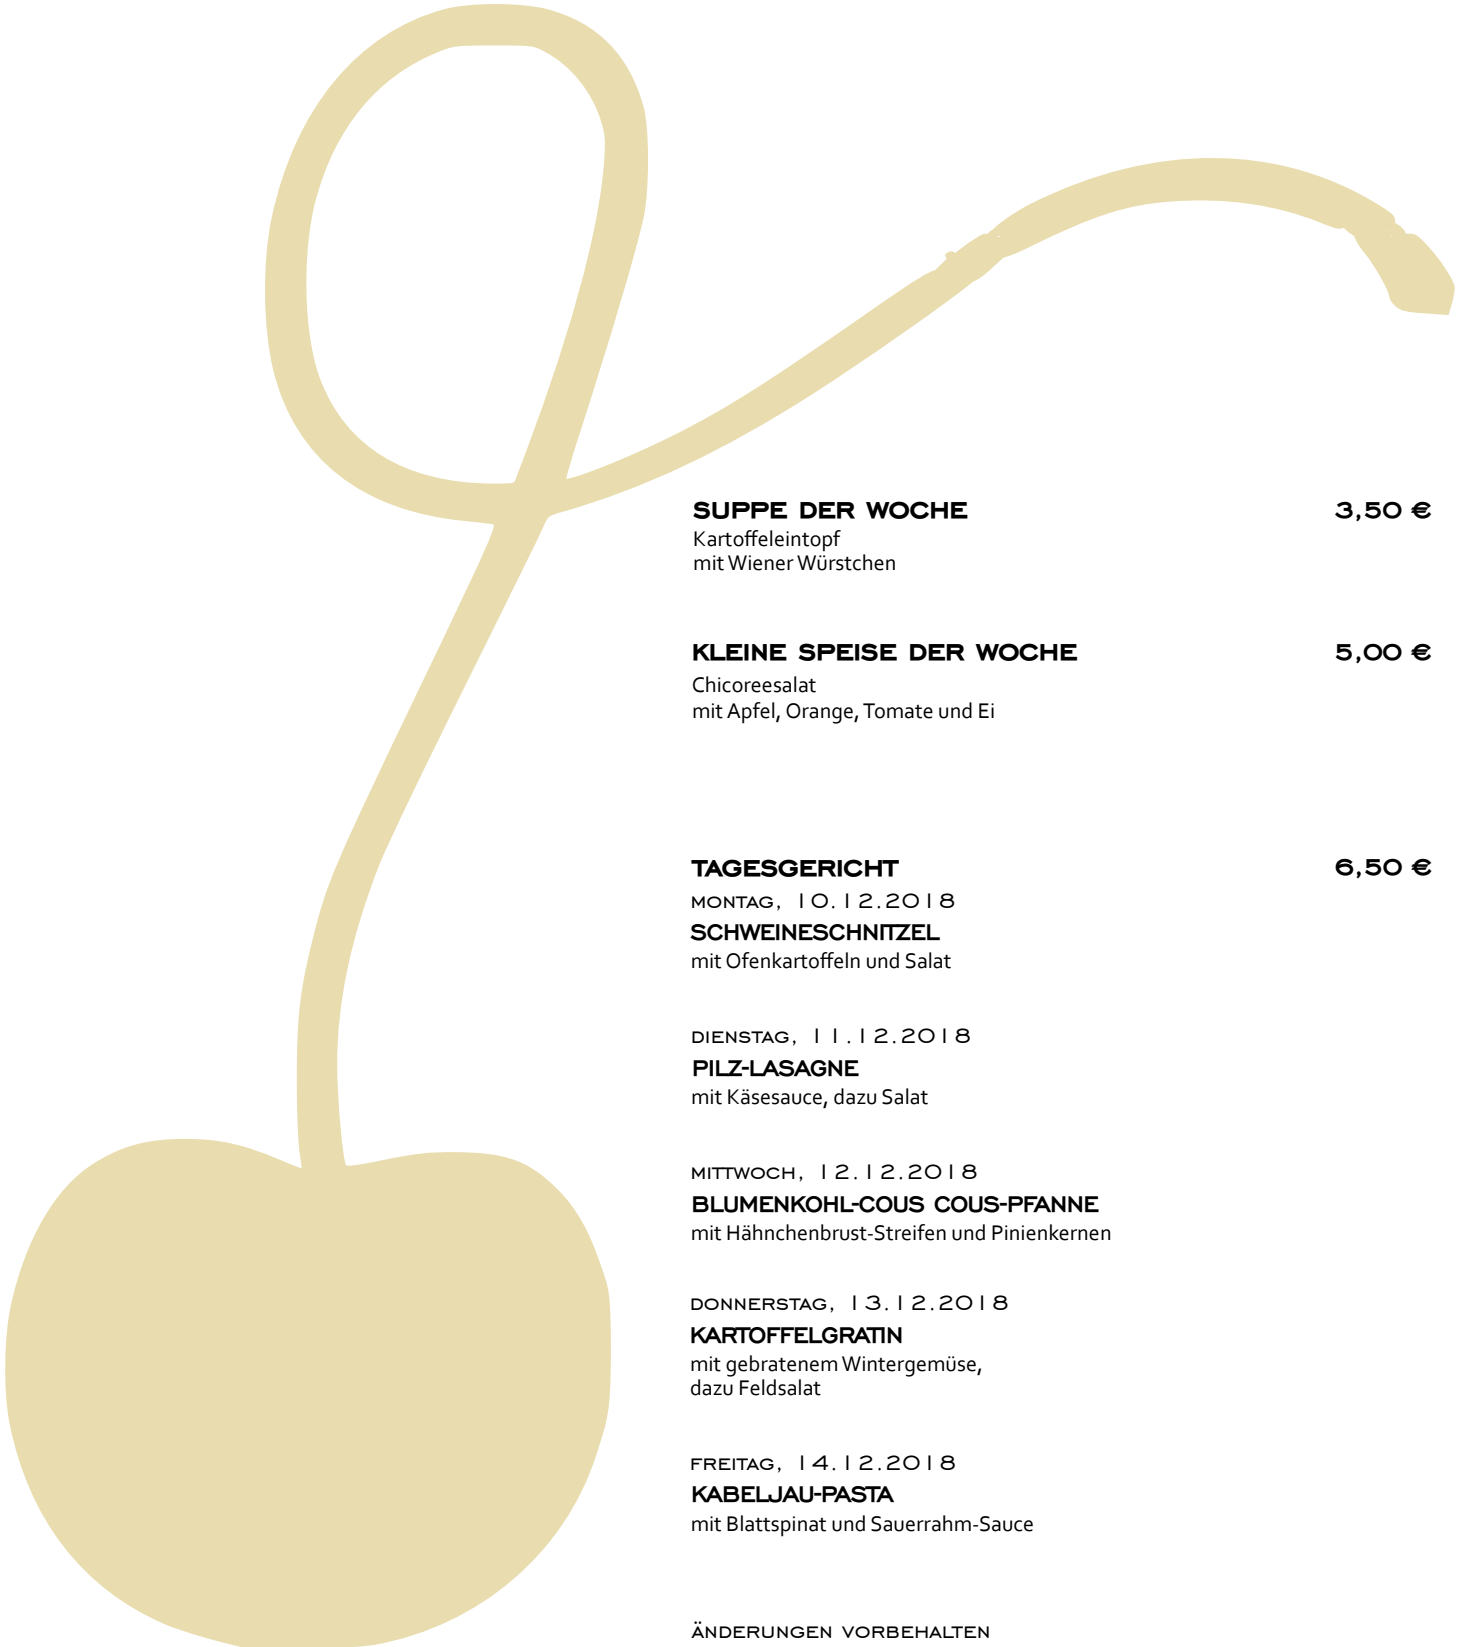 SUPPE DER WOCHE 3,50 €
Kartoffeleintopf
mit Wiener Würstchen
KLEINE SPEISE DER WOCHE 5,00 €
Chicoreesalat
mit Apfel, Orange, Tomate und Ei
TAGESGERICHT 6,50 €
MONTAG, 10.12.2018
SCHWEINESCHNITZEL
mit Ofenkartoffeln und Salat
DIENSTAG, 11.12.2018
PILZ-LASAGNE
mit Käsesauce, dazu Salat
MITTWOCH, 12.12.2018
BLUMENKOHL-COUS COUS-PFANNE
mit Hähnchenbrust-Streifen und Pinienkernen
DONNERSTAG, 13.12.2018
KARTOFFELGRATIN
mit gebratenem Wintergemüse,
dazu Feldsalat
FREITAG, 14.12.2018
KABELJAU-PASTA
mit Blattspinat und Sauerrahm-Sauce
ÄNDERUNGEN VORBEHALTEN